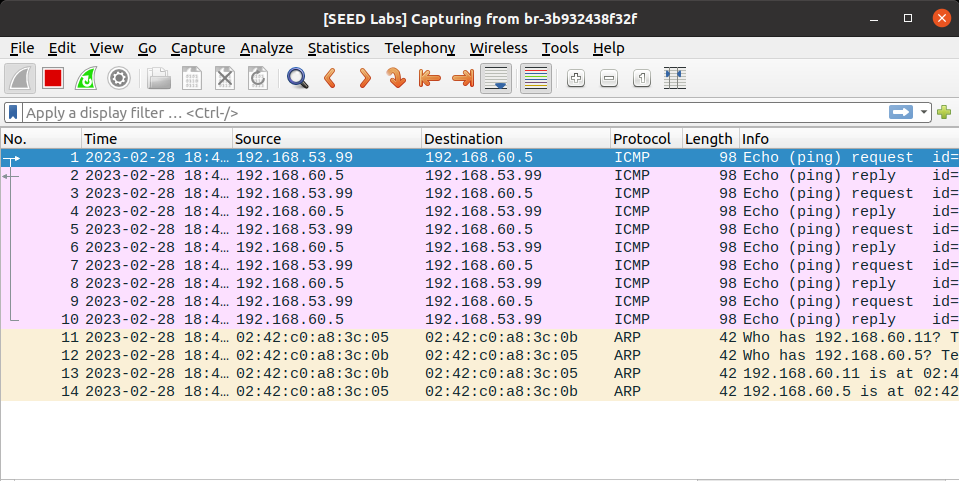 [SEED Labs] Capturing from br-3b932438f32f
File Edit View Go Capture Analyze Statistics Telephony Wireless Tools Help
Apply a display filter … <Ctrl-/>
No. Time Source Destination Protocol Length Info
1 2023-02-28 18:4… 192.168.53.99 192.168.60.5 ICMP 98 Echo (ping) request id=
2 2023-02-28 18:4… 192.168.60.5 192.168.53.99 ICMP 98 Echo (ping) reply id=
3 2023-02-28 18:4… 192.168.53.99 192.168.60.5 ICMP 98 Echo (ping) request id=
4 2023-02-28 18:4… 192.168.60.5 192.168.53.99 ICMP 98 Echo (ping) reply id=
5 2023-02-28 18:4… 192.168.53.99 192.168.60.5 ICMP 98 Echo (ping) request id=
6 2023-02-28 18:4… 192.168.60.5 192.168.53.99 ICMP 98 Echo (ping) reply id=
7 2023-02-28 18:4… 192.168.53.99 192.168.60.5 ICMP 98 Echo (ping) request id=
8 2023-02-28 18:4… 192.168.60.5 192.168.53.99 ICMP 98 Echo (ping) reply id=
9 2023-02-28 18:4… 192.168.53.99 192.168.60.5 ICMP 98 Echo (ping) request id=
10 2023-02-28 18:4… 192.168.60.5 192.168.53.99 ICMP 98 Echo (ping) reply id=
11 2023-02-28 18:4… 02:42:c0:a8:3c:05 02:42:c0:a8:3c:0b ARP 42 Who has 192.168.60.11? T
12 2023-02-28 18:4… 02:42:c0:a8:3c:0b 02:42:c0:a8:3c:05 ARP 42 Who has 192.168.60.5? Te
13 2023-02-28 18:4… 02:42:c0:a8:3c:0b 02:42:c0:a8:3c:05 ARP 42 192.168.60.11 is at 02:4
14 2023-02-28 18:4… 02:42:c0:a8:3c:05 02:42:c0:a8:3c:0b ARP 42 192.168.60.5 is at 02:42